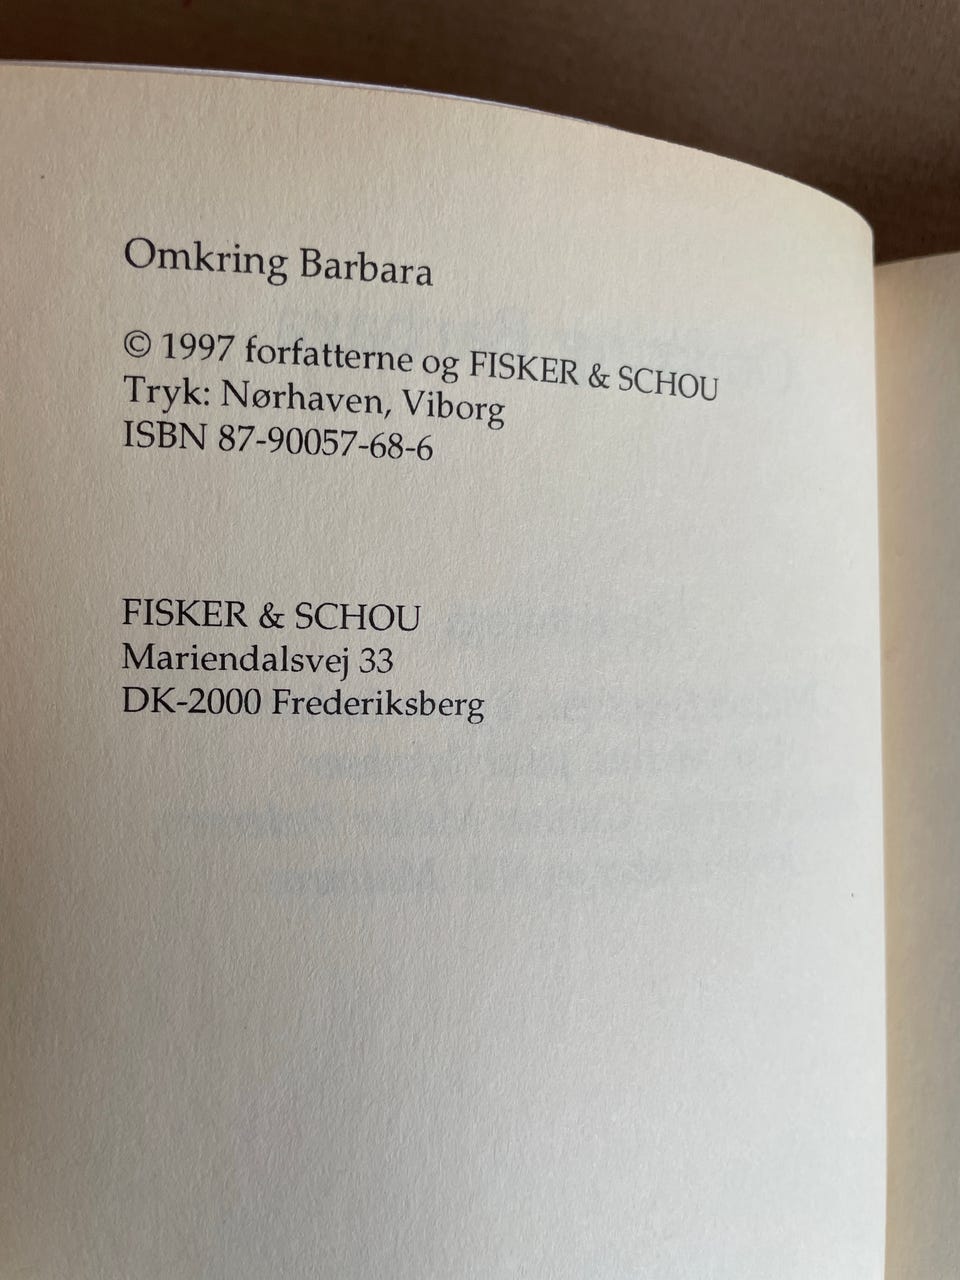 Omkring Barbara
© 1997 forfatterne og FISKER & SCHOU
Tryk: Nørhaven, Viborg
ISBN 87-90057-68-6
FISKER & SCHOU
Mariendalsvej 33
DK-2000 Frederiksberg